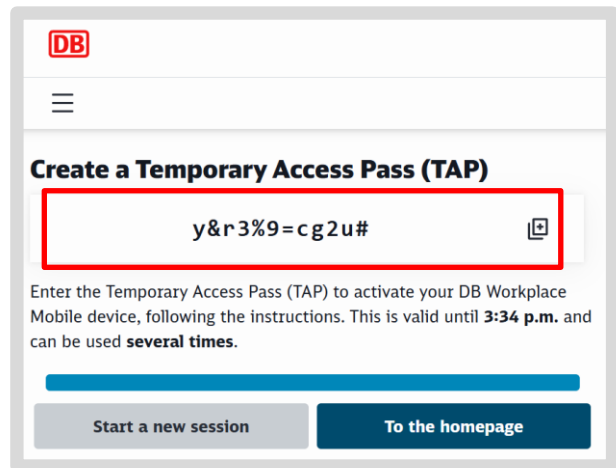 DB
Create a Temporary Access Pass (TAP)
y&r3%9=cg2u#
Enter the Temporary Access Pass (TAP) to activate your DB Workplace
Mobile device, following the instructions. This is valid until 3:34 p.m. and
can be used several times.
Start a new session
To the homepage